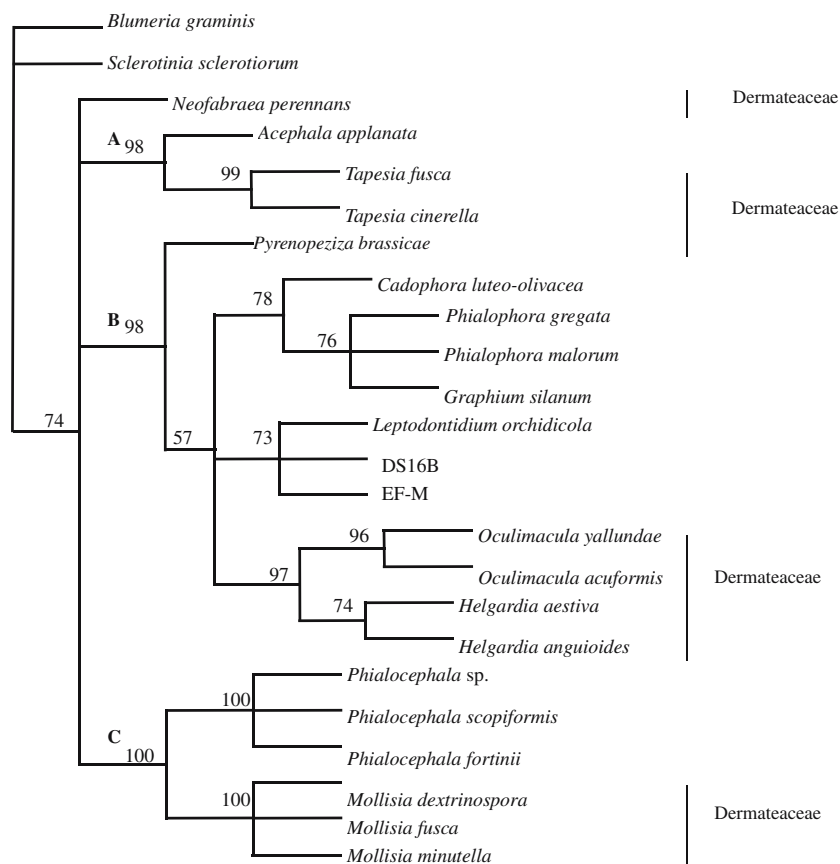 Blumeria graminis
Sclerotinia sclerotiorum
Neofabraea perennans
Dermateaceae
A
98
Acephala applanata
99
Tapesia fusca
Tapesia cinerella
Dermateaceae
Pyrenopeziza brassicae
B
98
78
Cadophora luteo-olivacea
76
Phialophora gregata
Phialophora malorum
Graphium silanum
74
57
73
Leptodontidium orchidicola
DS16B
EF-M
97
96
Oculimacula yallundae
Oculimacula acuformis
74
Helgardia aestiva
Helgardia anguioides
Dermateaceae
C
100
100
Phialocephala sp.
Phialocephala scopiformis
Phialocephala fortinii
100
Mollisia dextrinospora
Mollisia fusca
Mollisia minutella
Dermateaceae